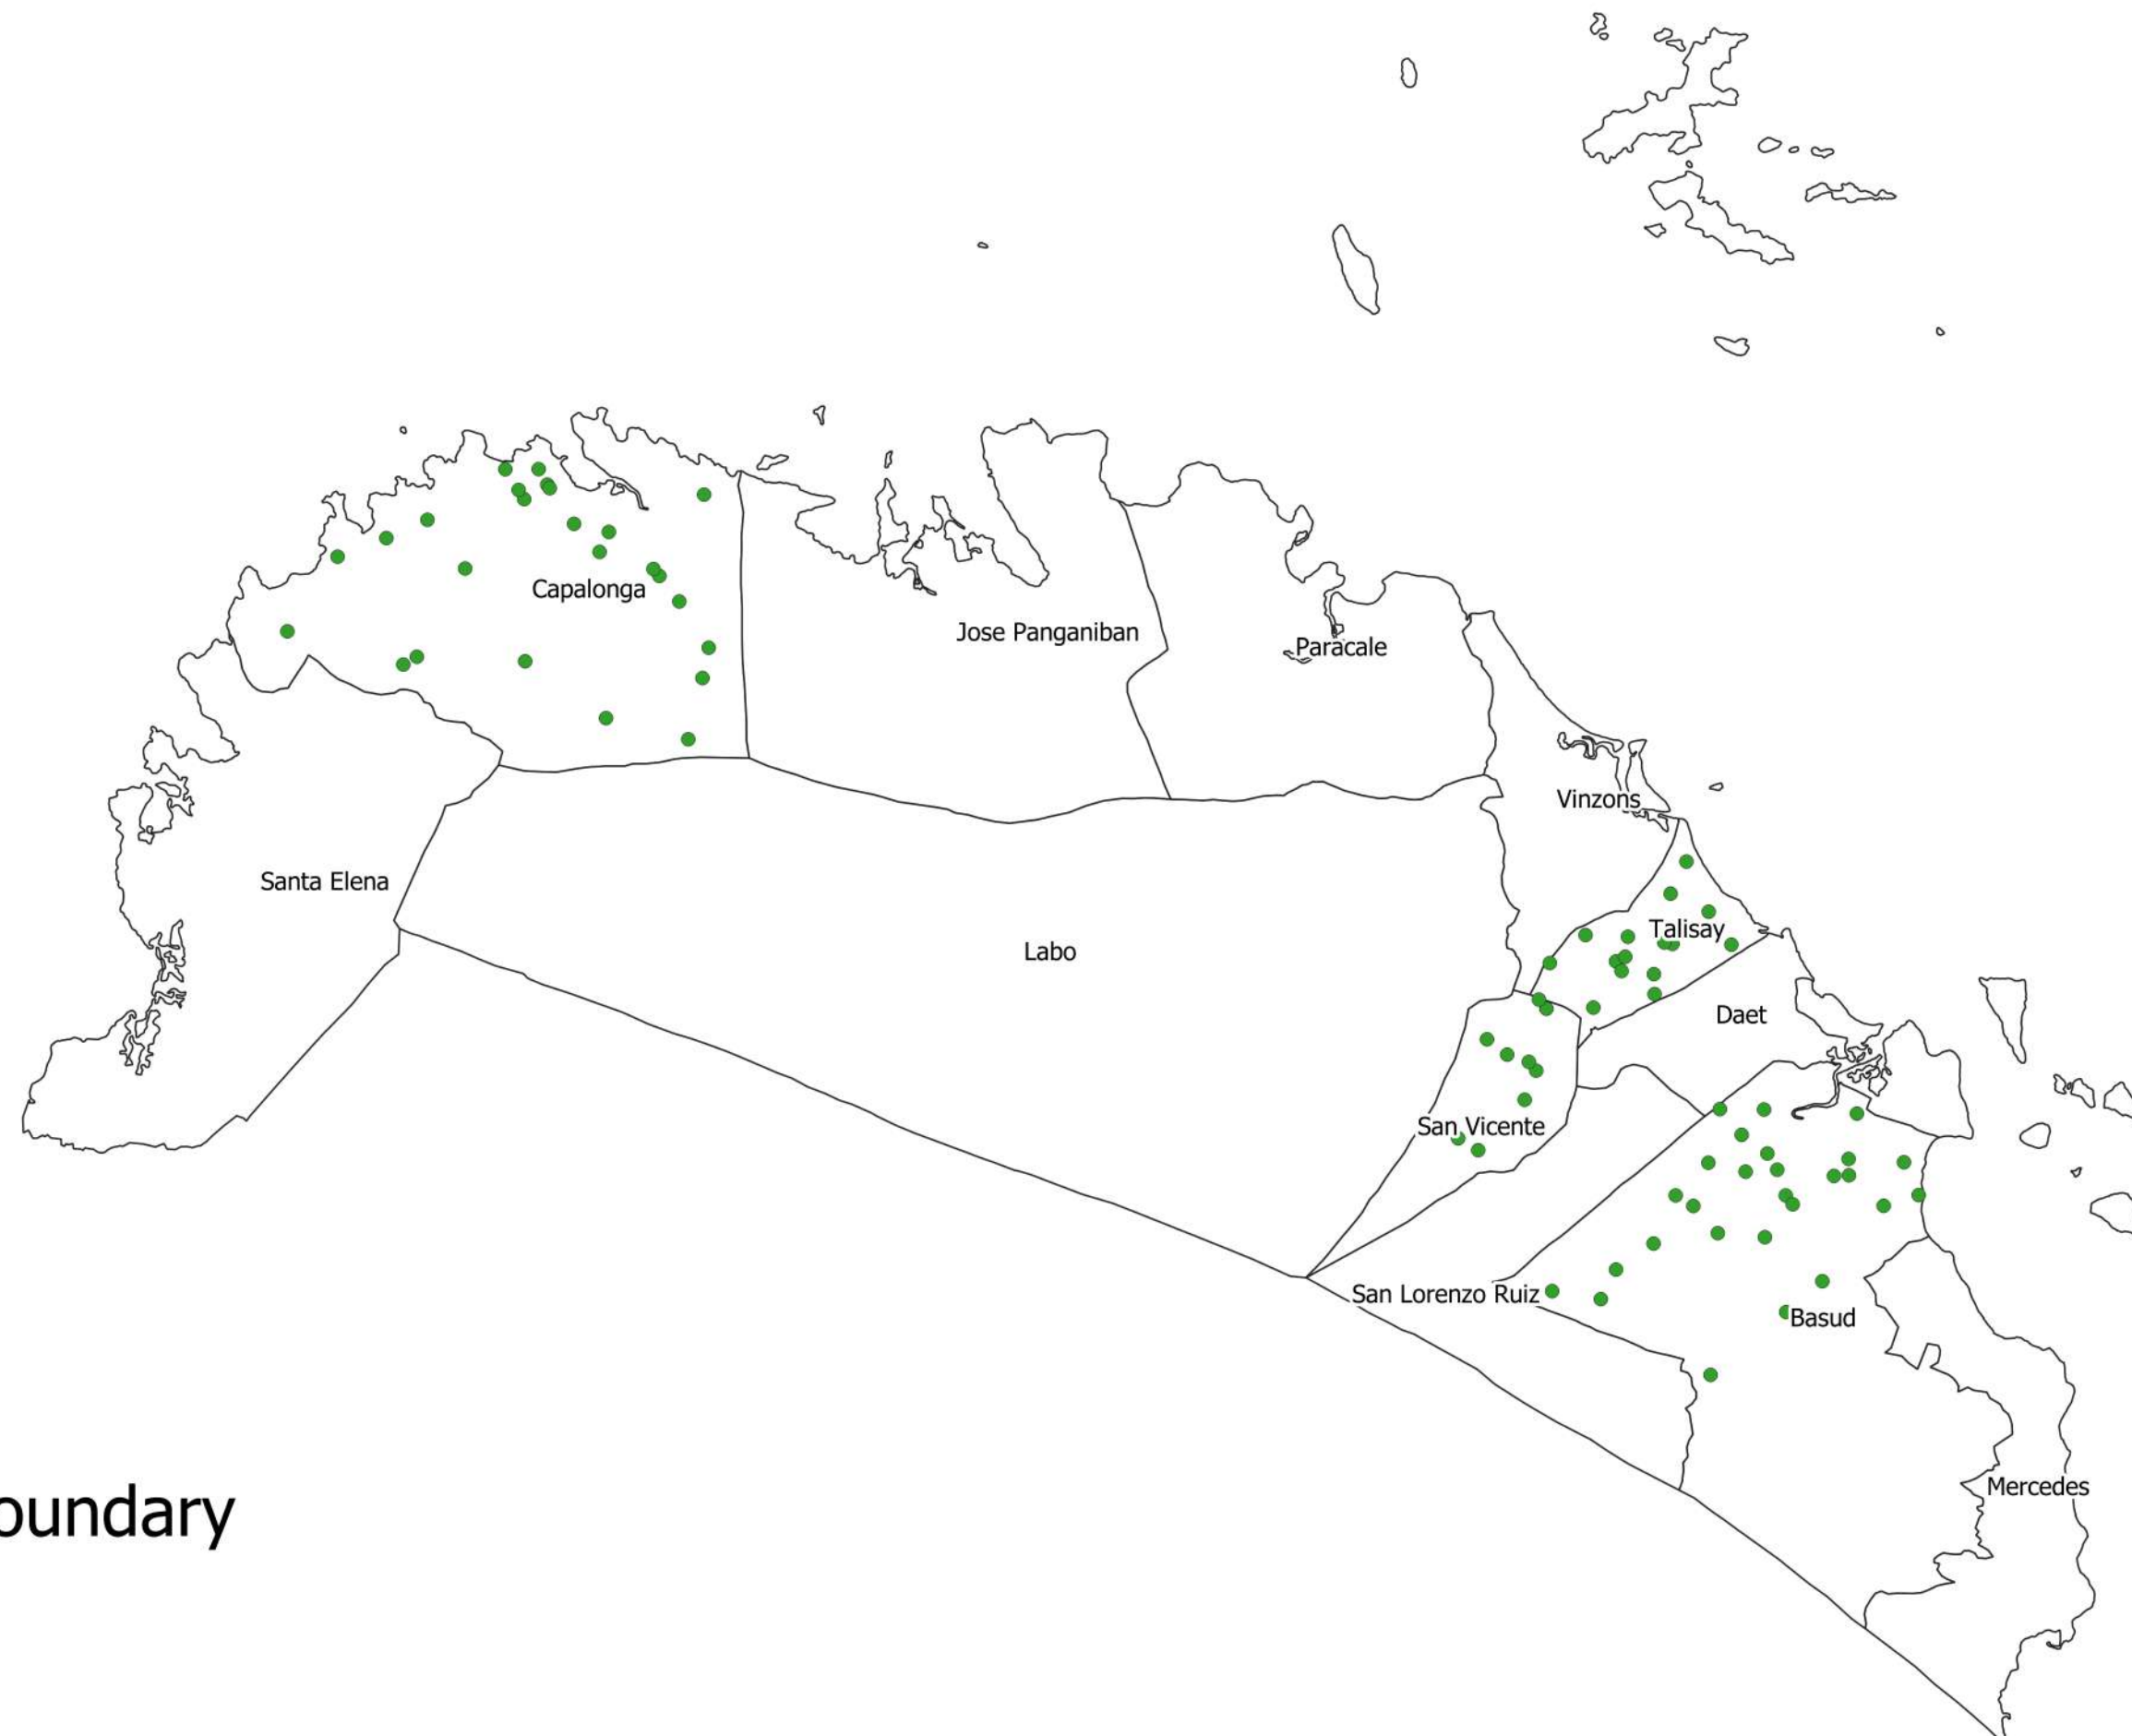 Capalonga
Jose Panganiban
Paracale
Vinzons
Santa Elena
Talisay
Labo
Daet
San Vicente
San Lorenzo Ruiz
Basud
Mercedes
oundary